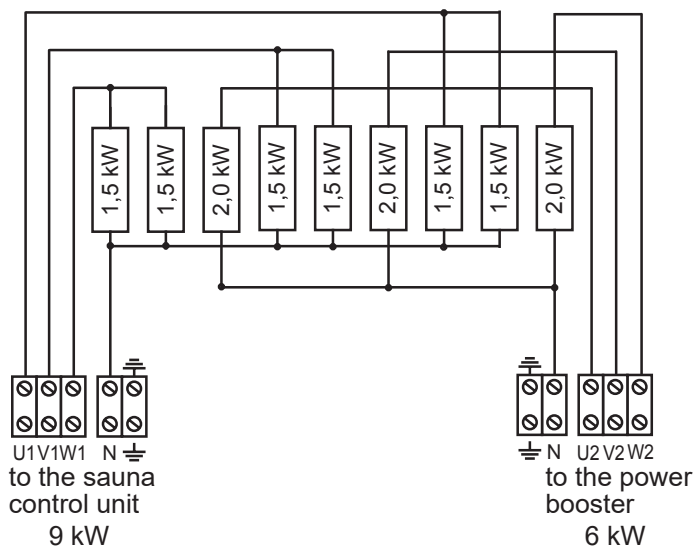 1,5 kW 1,5 kW 2,0 kW 1,5 kW 1,5 kW 2,0 kW 1,5 kW 1,5 kW 2,0 kW
U1 V1 W1 N
to the sauna
control unit
9 kW
N U2 V2 W2
to the power
booster
6 kW